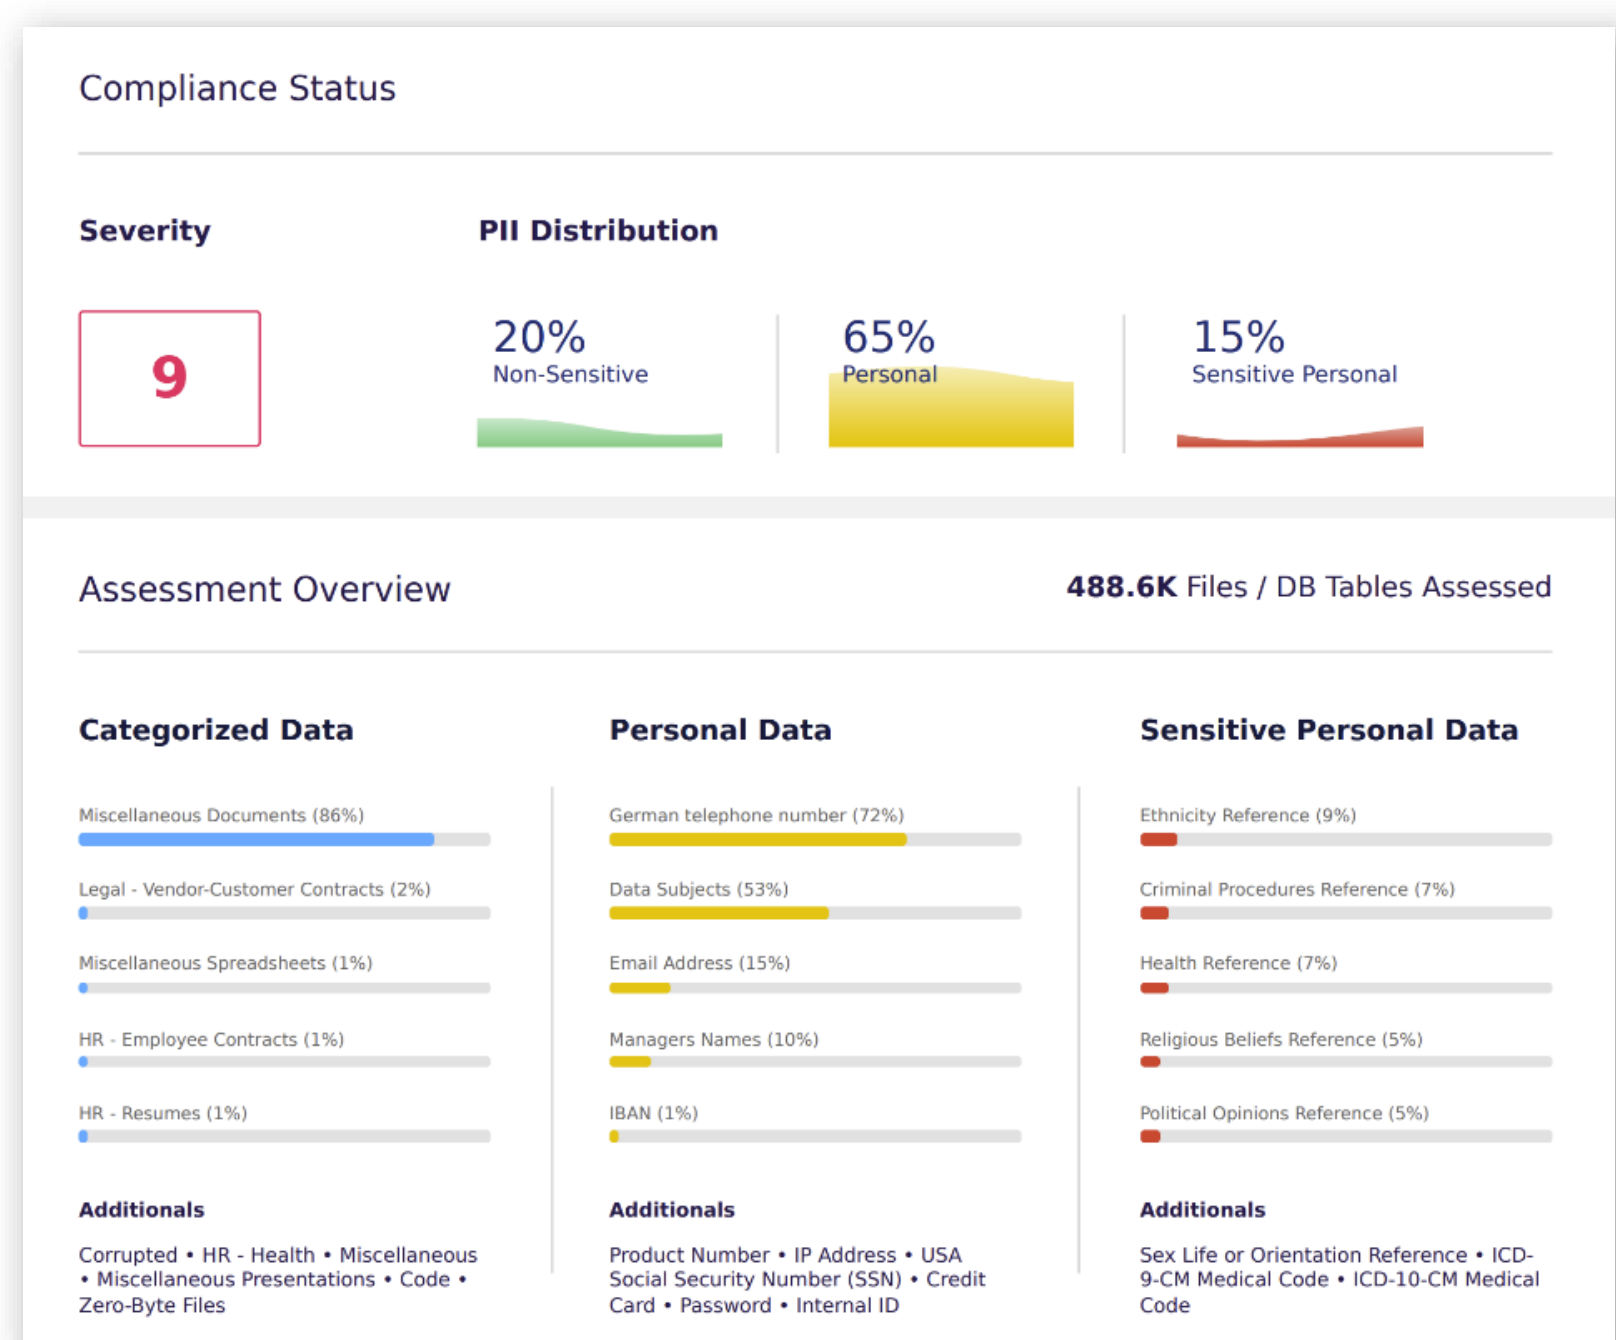 Compliance Status
Severity
PII Distribution
9
20%
Non-Sensitive
65%
Personal
15%
Sensitive Personal
Assessment Overview
488.6K Files / DB Tables Assessed
Categorized Data
Miscellaneous Documents (86%)
Legal - Vendor-Customer Contracts (2%)
Miscellaneous Spreadsheets (1%)
HR - Employee Contracts (1%)
HR - Resumes (1%)
Additionals
Corrupted • HR - Health • Miscellaneous
• Miscellaneous Presentations • Code •
Zero-Byte Files
Personal Data
German telephone number (72%)
Data Subjects (53%)
Email Address (15%)
Managers Names (10%)
IBAN (1%)
Additionals
Product Number • IP Address • USA
Social Security Number (SSN) • Credit
Card • Password • Internal ID
Sensitive Personal Data
Ethnicity Reference (9%)
Criminal Procedures Reference (7%)
Health Reference (7%)
Religious Beliefs Reference (5%)
Political Opinions Reference (5%)
Additionals
Sex Life or Orientation Reference • ICD-
9-CM Medical Code • ICD-10-CM Medical
Code